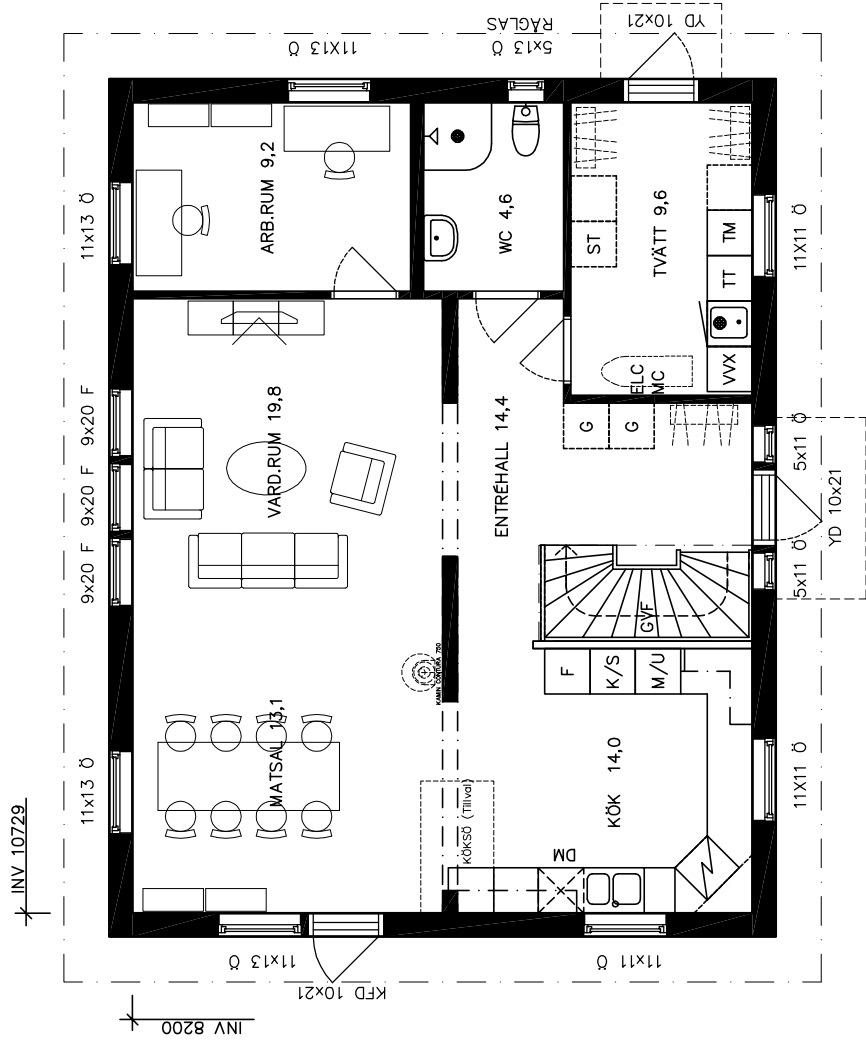 RÅGLAS
5x13 Ö
YD 10x21
11X13 Ö
11x13 Ö
ARB.RUM 9,2
WC 4,6
ST
TVÄTT 9,6
TM
TT
11X11 Ö
VVX
ELC
MC
9x20 F
9x20 F
9x20 F
VARD.RUM 19,8
ENTRÉHALL 14,4
G
G
5x11 Ö
YD 10x21
5x11 Ö
GVF
KAMIN CONTURA 750
F
K/S
M/U
MATSAL 13,1
11x13 Ö
KÖK 14,0
11X11 Ö
KÖKSÖ (Tillval)
DM
INV 10729
11x13 Ö
KFD 10x21
11x11 Ö
INV 8200